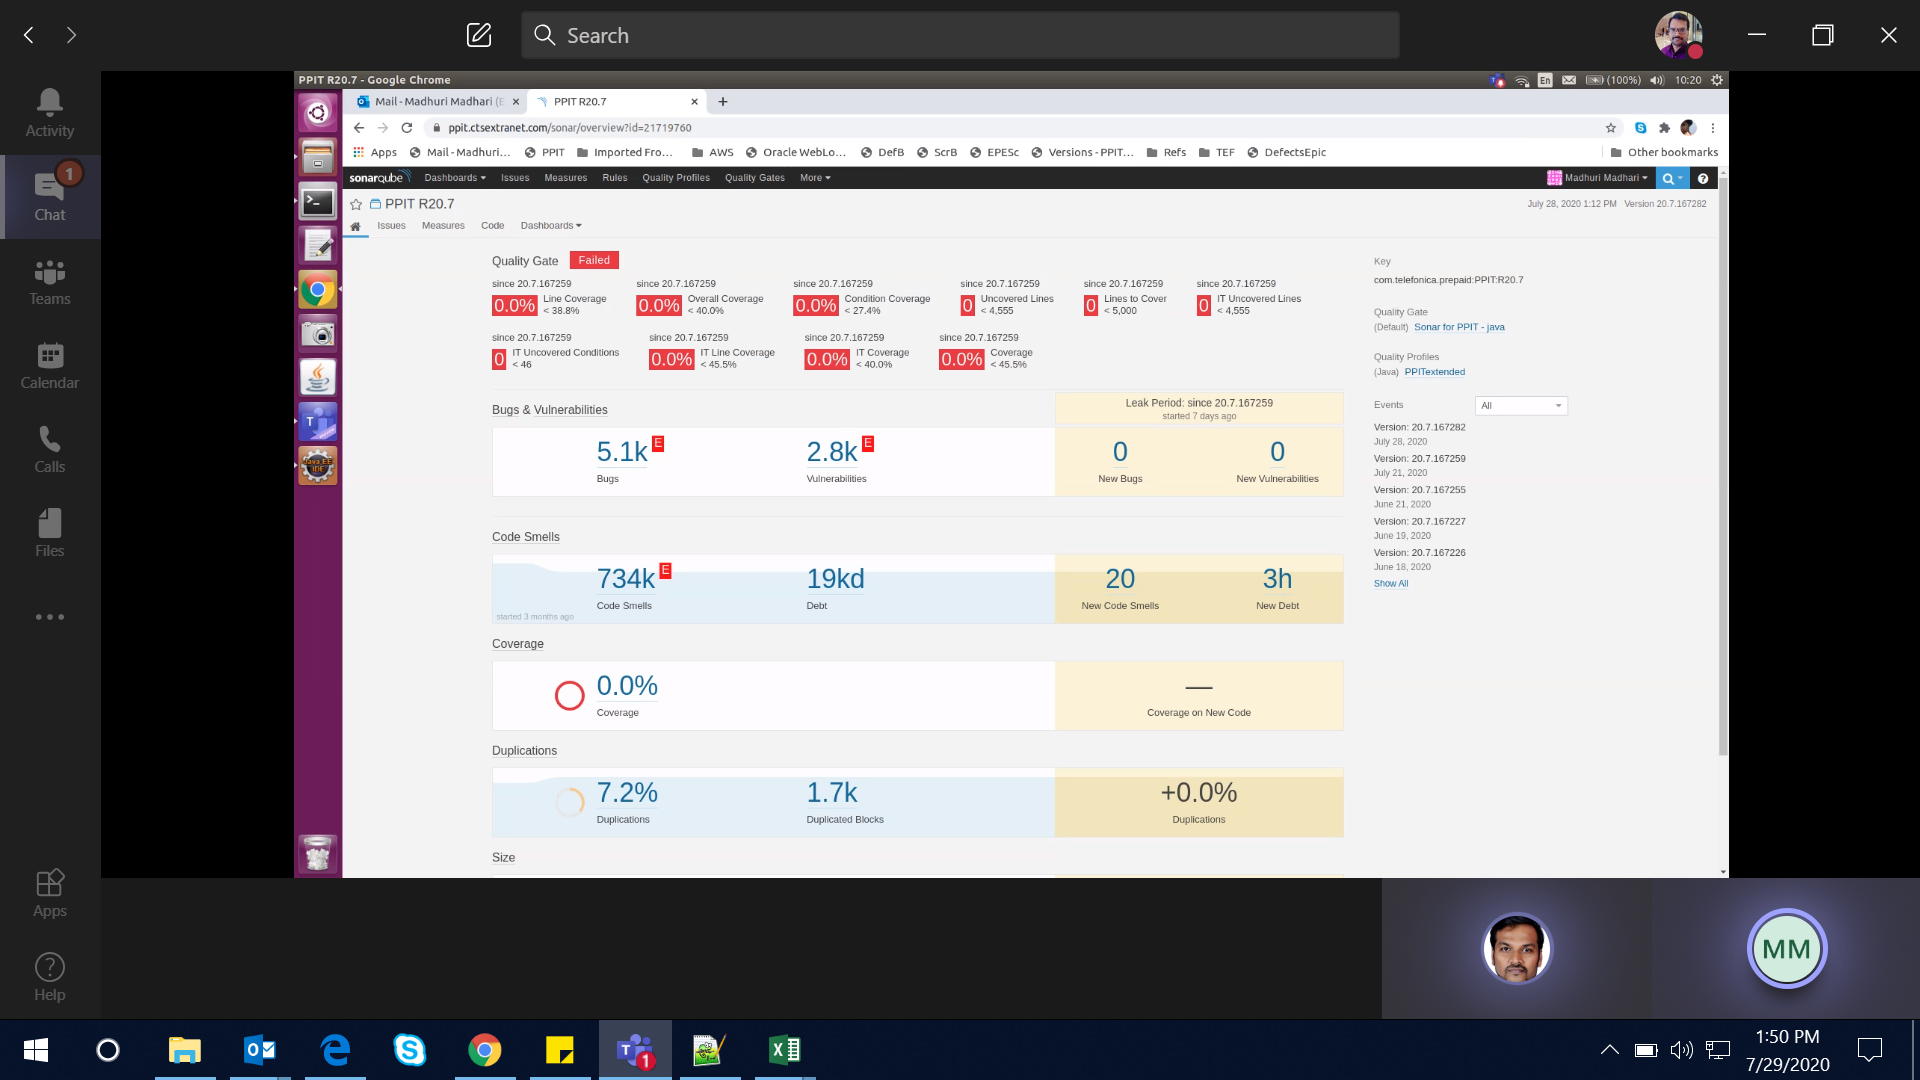 Search
Activity
Chat
1
Teams
Calendar
Calls
Files
Apps
Help
PPIT R20.7 - Google Chrome
En
(100%)
10:20
Mail - Madhuri Madhari (E
PPIT R20.7
ppit.ctsextranet.com/sonar/overview?id=21719760
Apps
Mail - Madhuri...
PPIT
Imported Fro...
AWS
Oracle WebLo...
DefB
ScrB
EPESc
Versions - PPIT...
Refs
TEF
DefectsEpic
Other bookmarks
sonarqube
Dashboards
Issues
Measures
Rules
Quality Profiles
Quality Gates
More
Madhuri Madhari
PPIT R20.7
July 28, 2020 1:12 PM Version 20.7.167282
Issues
Measures
Code
Dashboards
Quality Gate Failed
since 20.7.167259
0.0% Line Coverage
< 38.8%
since 20.7.167259
0.0% Overall Coverage
< 40.0%
since 20.7.167259
0.0% Condition Coverage
< 27.4%
since 20.7.167259
0 Uncovered Lines
< 4,555
since 20.7.167259
0 Lines to Cover
< 5,000
since 20.7.167259
0 IT Uncovered Lines
< 4,555
since 20.7.167259
0 IT Uncovered Conditions
< 46
since 20.7.167259
0.0% IT Line Coverage
< 45.5%
since 20.7.167259
0.0% IT Coverage
< 40.0%
since 20.7.167259
0.0% Coverage
< 45.5%
Bugs & Vulnerabilities
Leak Period: since 20.7.167259
started 7 days ago
5.1k E
Bugs
2.8k E
Vulnerabilities
0
New Bugs
0
New Vulnerabilities
Code Smells
734k E
Code Smells
19kd
Debt
20
New Code Smells
3h
New Debt
started 3 months ago
Coverage
0.0%
Coverage
—
Coverage on New Code
Duplications
7.2%
Duplications
1.7k
Duplicated Blocks
+0.0%
Duplications
Size
Key
com.telefonica.prepaid:PPIT:R20.7
Quality Gate
(Default) Sonar for PPIT - java
Quality Profiles
(Java) PPITextended
Events
All
Version: 20.7.167282
July 28, 2020
Version: 20.7.167259
July 21, 2020
Version: 20.7.167255
June 21, 2020
Version: 20.7.167227
June 19, 2020
Version: 20.7.167226
June 18, 2020
Show All
MM
1
1:50 PM
7/29/2020